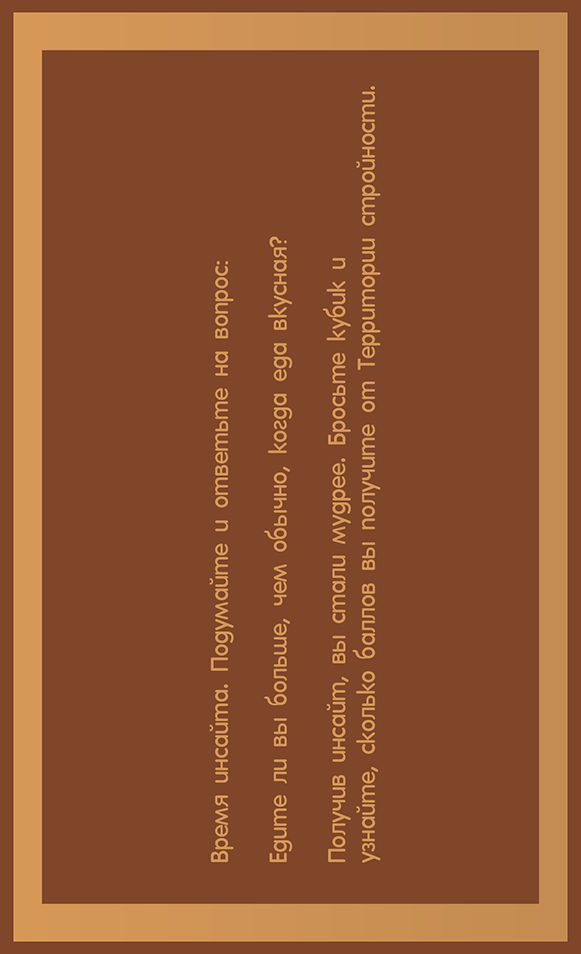 Время инсайта. Подумайте и ответьте на вопрос:
Едите ли вы больше, чем обычно, когда еда вкусная?
Получив инсайт, вы стали мудрее. Бросьте кубик и
узнайте, сколько баллов вы получите от Территории стройности.